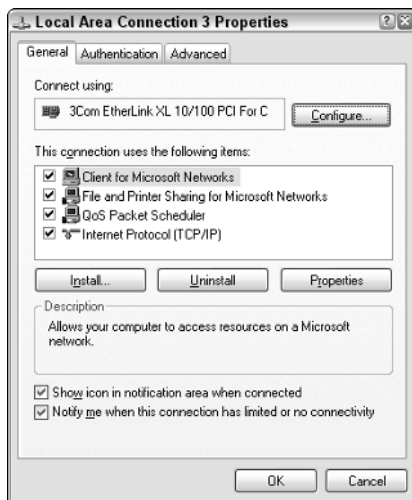 Local Area Connection 3 Properties
General Authentication Advanced
Connect using:
3Com EtherLink XL 10/100 PCI For C
Configure...
This connection uses the following items:
Client for Microsoft Networks
File and Printer Sharing for Microsoft Networks
QoS Packet Scheduler
Internet Protocol (TCP/IP)
Install... Uninstall Properties
Description
Allows your computer to access resources on a Microsoft
network.
Show icon in notification area when connected
Notify me when this connection has limited or no connectivity
OK Cancel